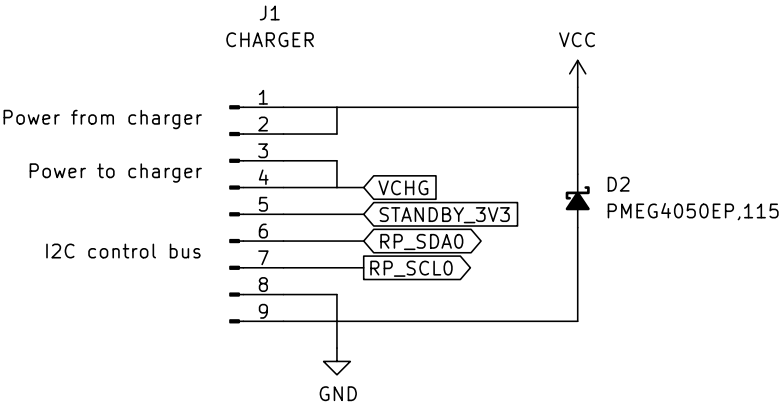 J1
CHARGER
VCC
1
Power from charger
2
3
Power to charger
4
VCHG
D2
5
STANDBY_3V3
PMEG4050EP,115
6
RP_SDA0
I2C control bus
7
RP_SCL0
8
9
GND